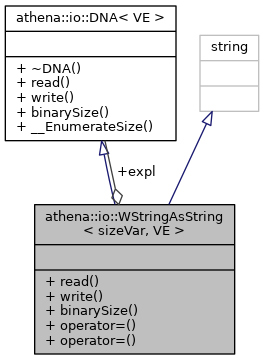 athena::io::DNA< VE >
+ ~DNA()
+ read()
+ write()
+ binarySize()
+ __EnumerateSize()
string
+expl
athena::io::WStringAsString
< sizeVar, VE >
+ read()
+ write()
+ binarySize()
+ operator=()
+ operator=()